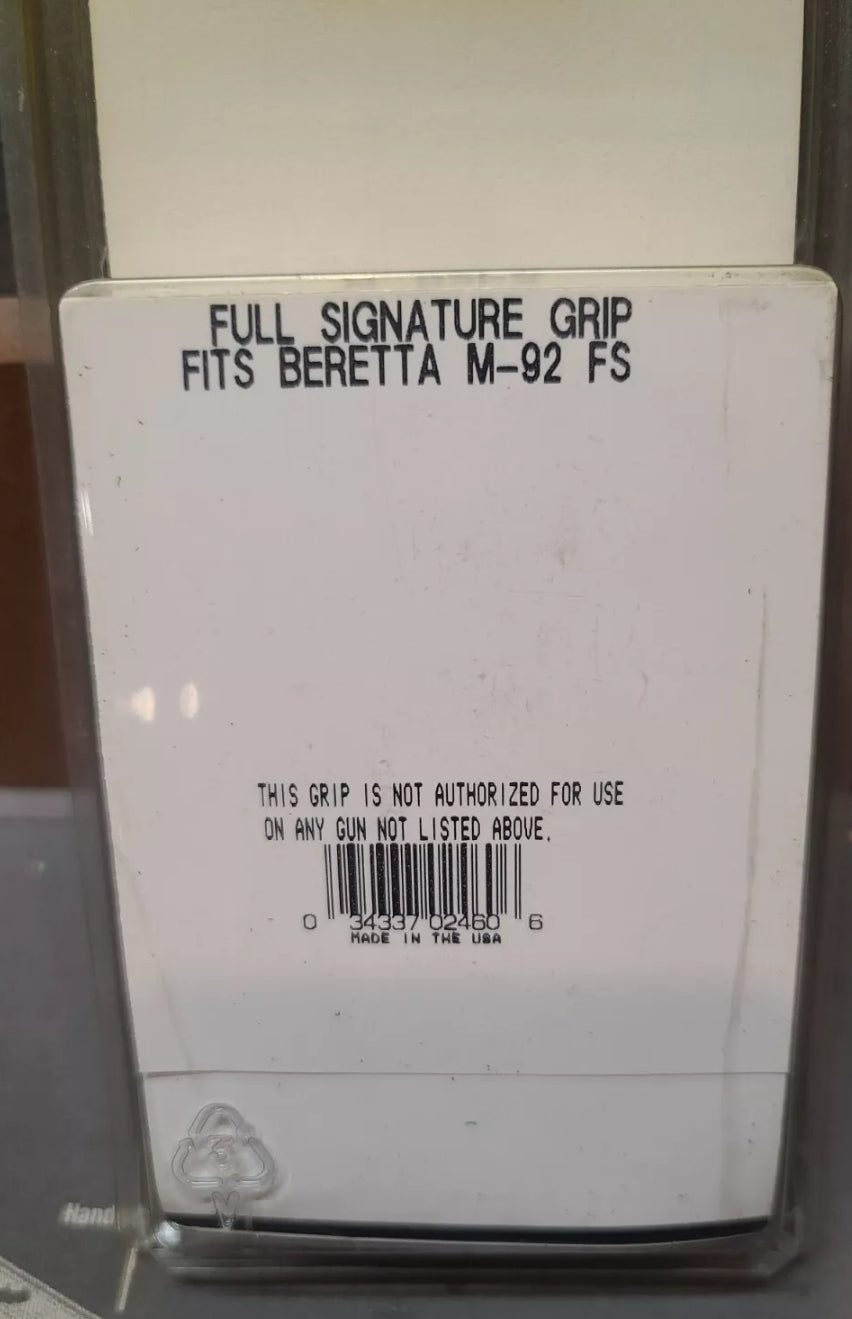 FULL SIGNATURE GRIP
FITS BERETTA M-92 FS
THIS GRIP IS NOT AUTHORIZED FOR USE
ON ANY GUN NOT LISTED ABOVE.
0 34337 02460 6
MADE IN THE USA
3
V
Hand